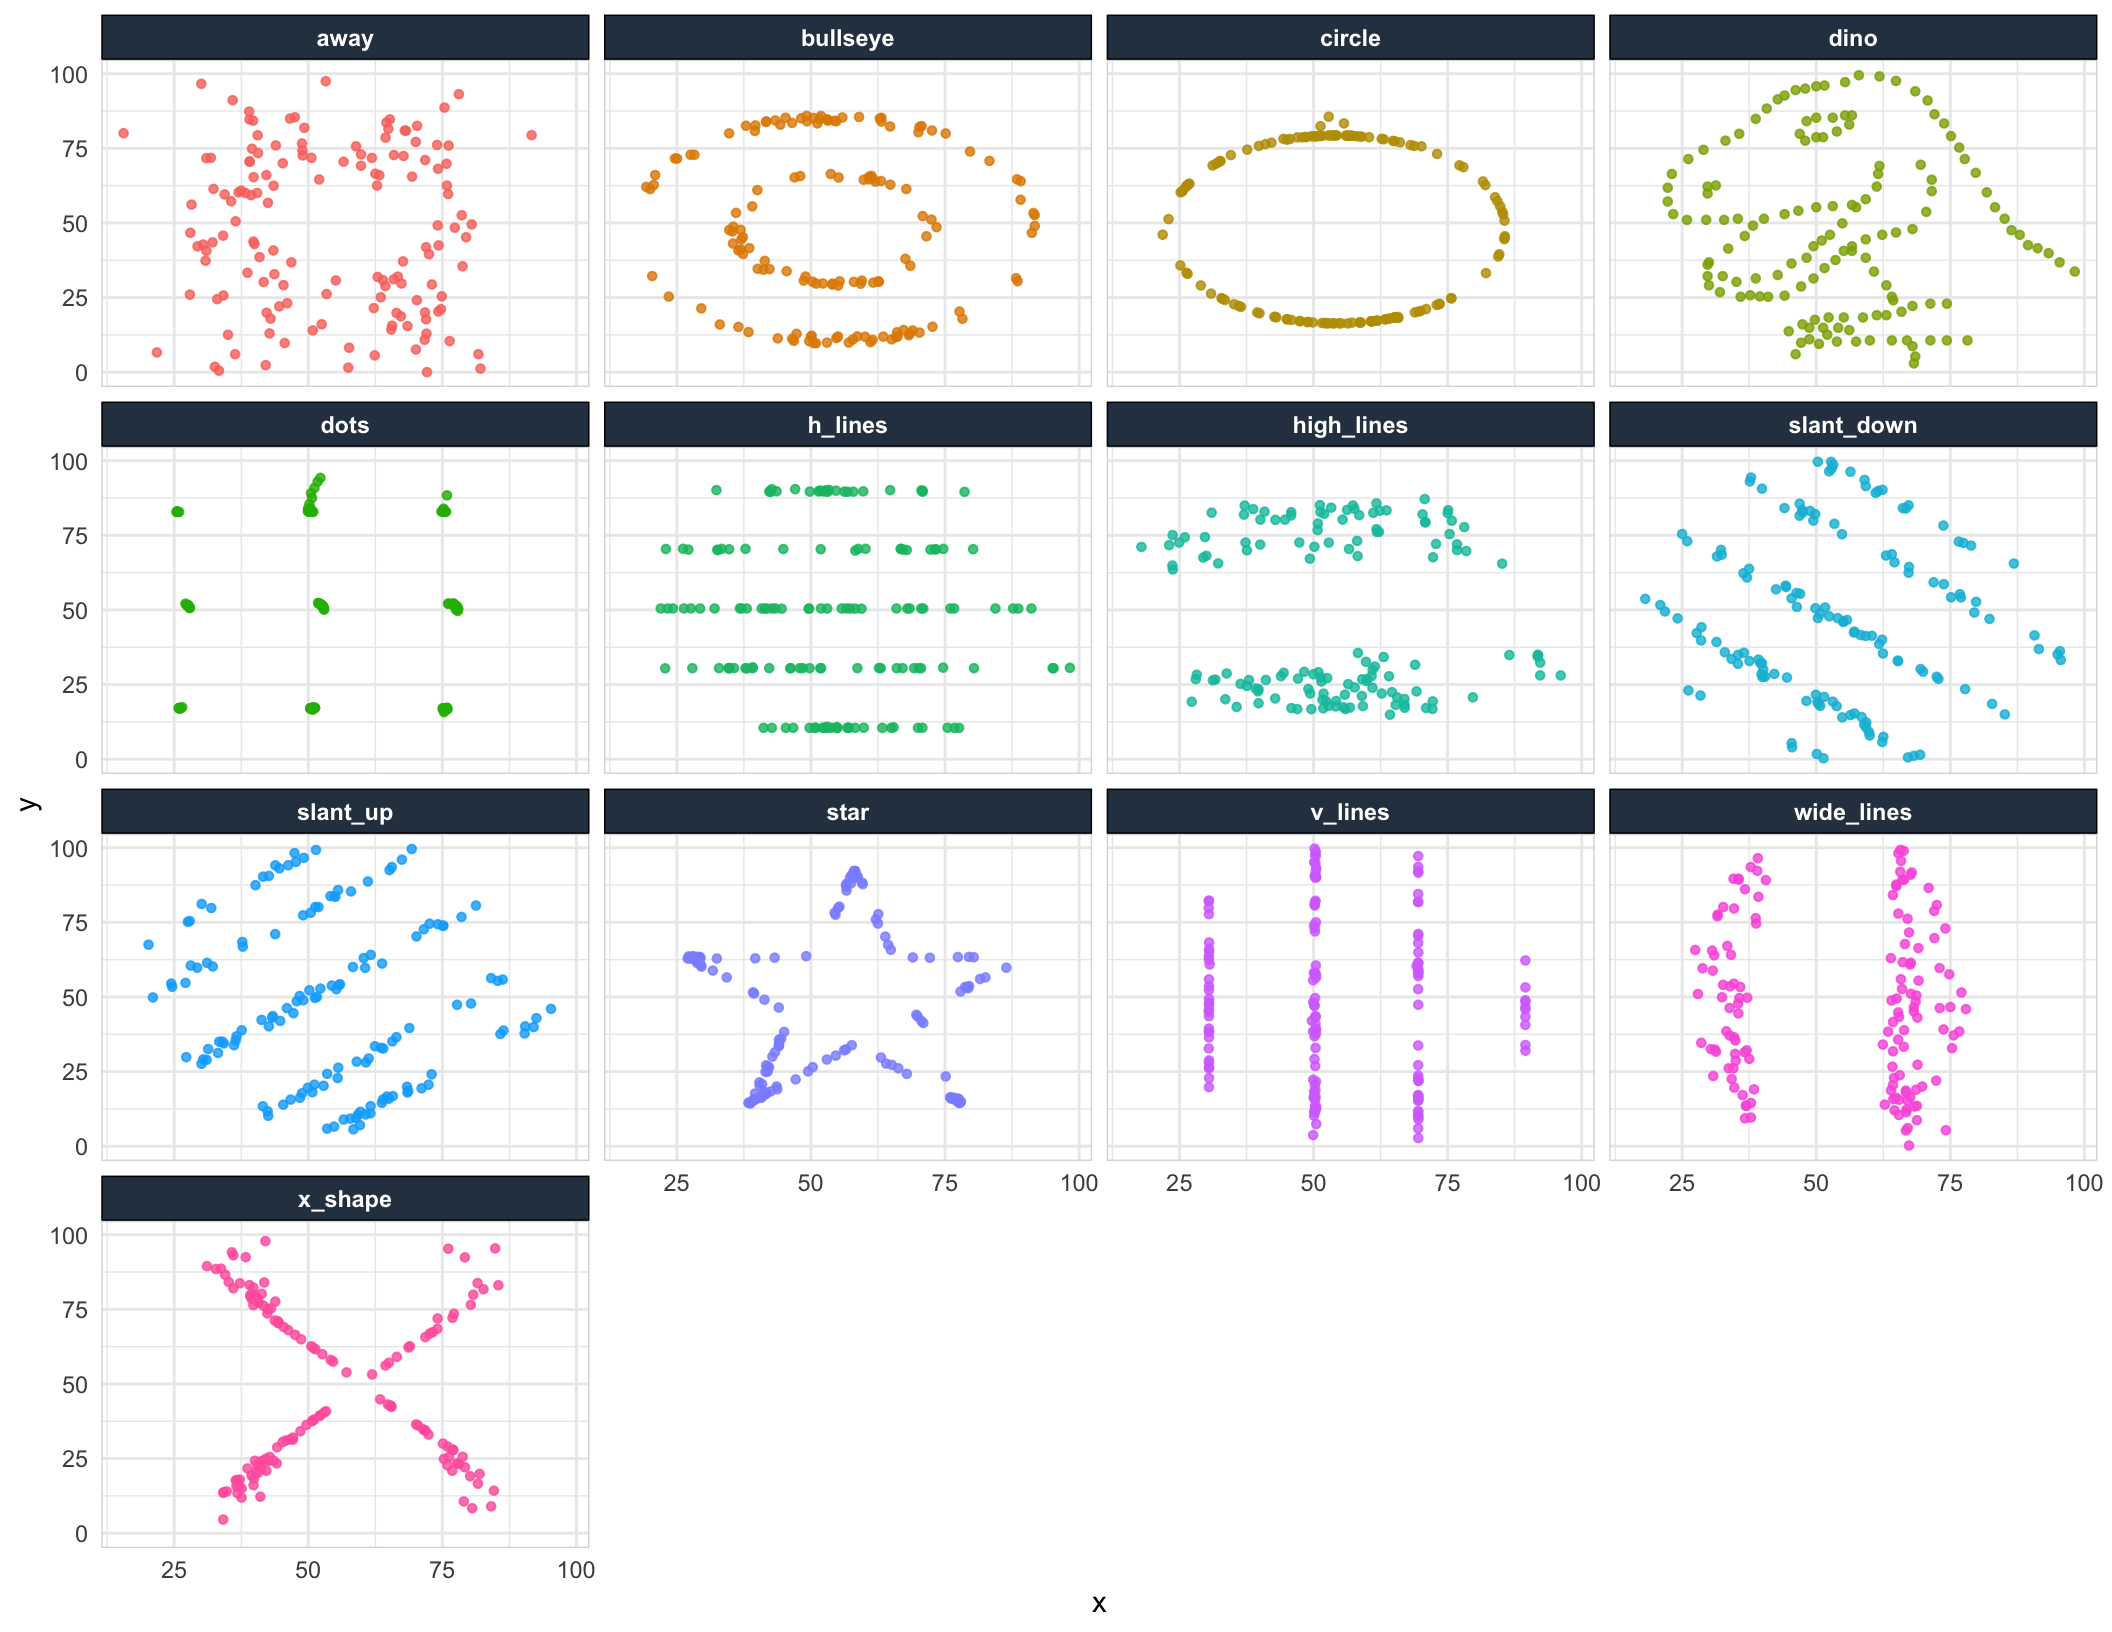 away bullseye circle dino
100
75
50
25
0
dots h_lines high_lines slant_down
100
75
50
25
0
y
slant_up star v_lines wide_lines
100
75
50
25
0
25 50 75 100 25 50 75 100 25 50 75 100
x_shape
100
75
50
25
0
25 50 75 100
x